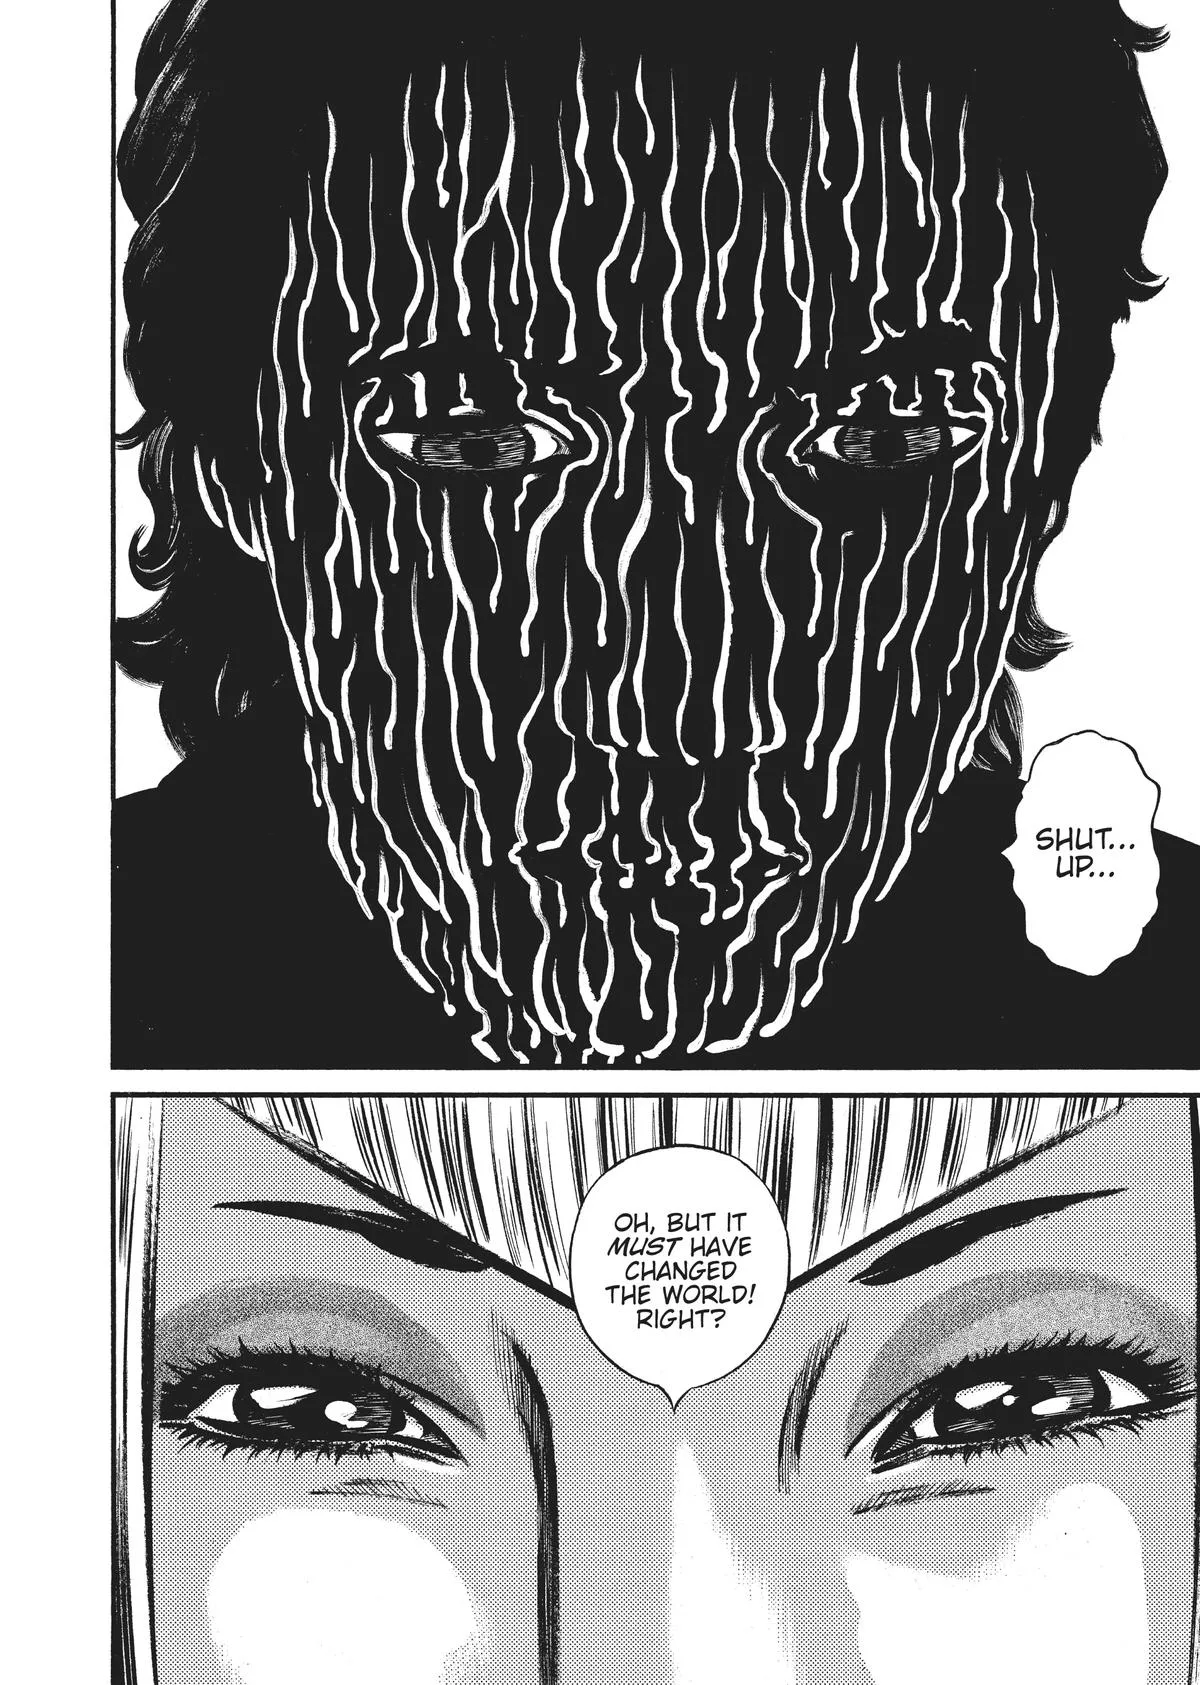 SHUT...
UP...
OH, BUT IT
MUST HAVE
CHANGED
THE WORLD!
RIGHT?